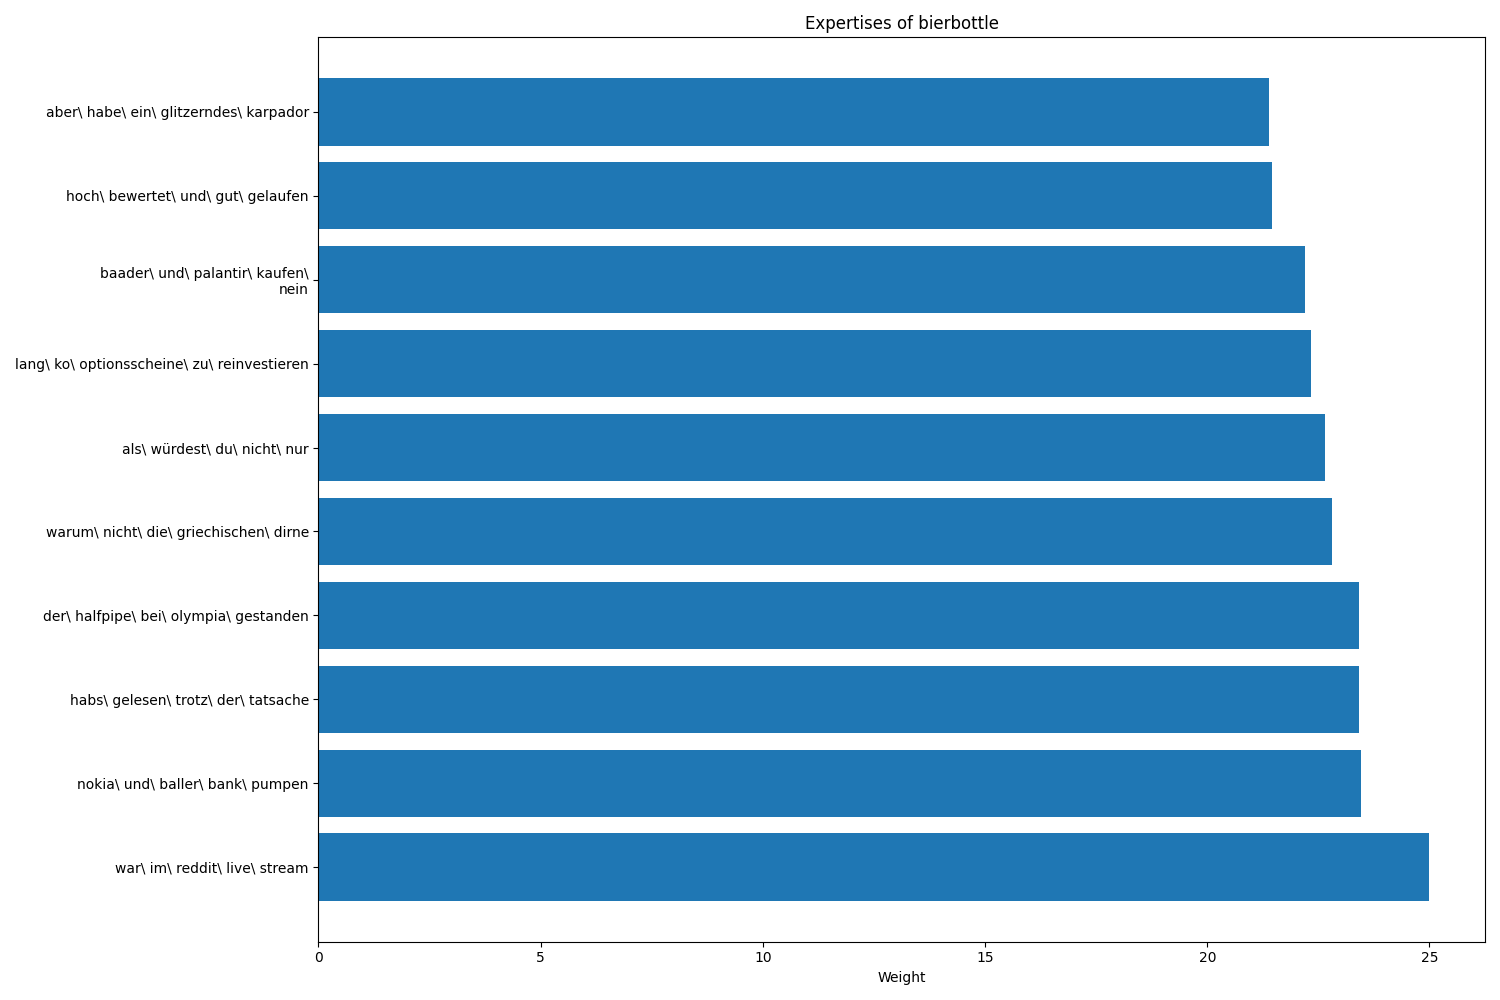 Expertises of bierbottle
aber\ habe\ ein\ glitzerndes\ karpador
hoch\ bewertet\ und\ gut\ gelaufen
baader\ und\ palantir\ kaufen\
nein
lang\ ko\ optionsscheine\ zu\ reinvestieren
als\ würdest\ du\ nicht\ nur
warum\ nicht\ die\ griechischen\ dirne
der\ halfpipe\ bei\ olympia\ gestanden
habs\ gelesen\ trotz\ der\ tatsache
nokia\ und\ baller\ bank\ pumpen
war\ im\ reddit\ live\ stream
0 5 10 15 20 25
Weight